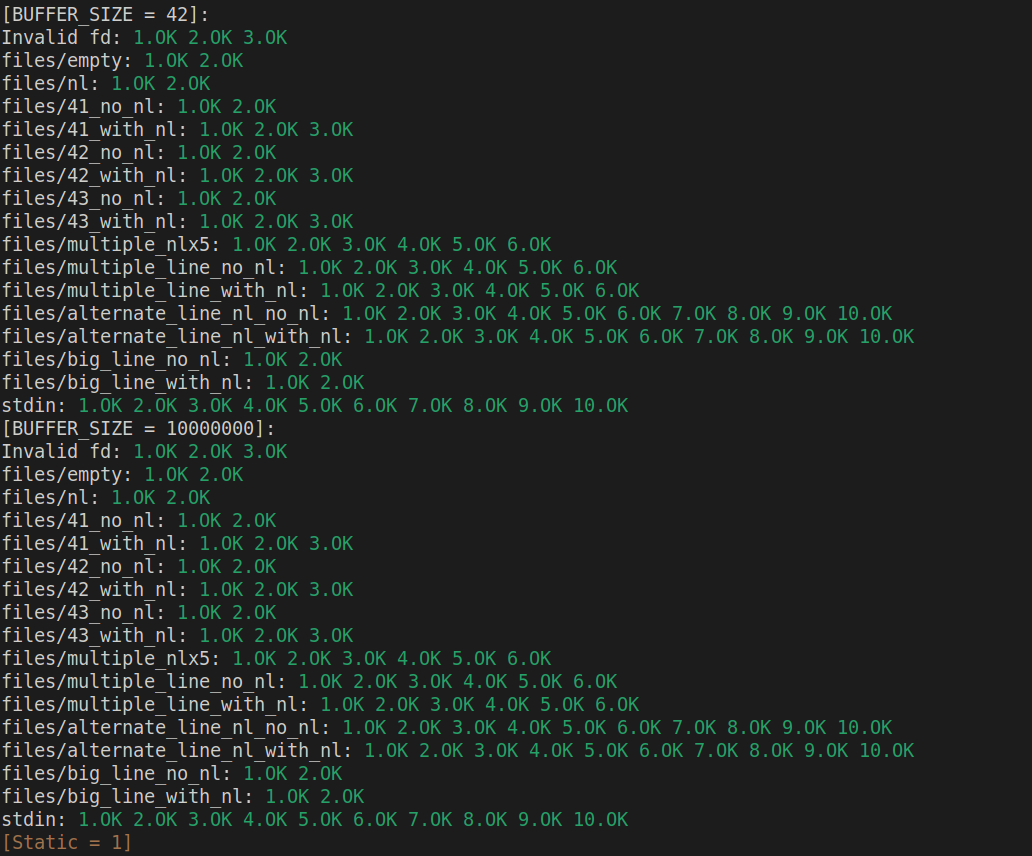 [BUFFER_SIZE = 42]:
Invalid fd: 1.OK 2.OK 3.OK
files/empty: 1.OK 2.OK
files/nl: 1.OK 2.OK
files/41_no_nl: 1.OK 2.OK
files/41_with_nl: 1.OK 2.OK 3.OK
files/42_no_nl: 1.OK 2.OK
files/42_with_nl: 1.OK 2.OK 3.OK
files/43_no_nl: 1.OK 2.OK
files/43_with_nl: 1.OK 2.OK 3.OK
files/multiple_nlx5: 1.OK 2.OK 3.OK 4.OK 5.OK 6.OK
files/multiple_line_no_nl: 1.OK 2.OK 3.OK 4.OK 5.OK 6.OK
files/multiple_line_with_nl: 1.OK 2.OK 3.OK 4.OK 5.OK 6.OK
files/alternate_line_nl_no_nl: 1.OK 2.OK 3.OK 4.OK 5.OK 6.OK 7.OK 8.OK 9.OK 10.OK
files/alternate_line_nl_with_nl: 1.OK 2.OK 3.OK 4.OK 5.OK 6.OK 7.OK 8.OK 9.OK 10.OK
files/big_line_no_nl: 1.OK 2.OK
files/big_line_with_nl: 1.OK 2.OK
stdin: 1.OK 2.OK 3.OK 4.OK 5.OK 6.OK 7.OK 8.OK 9.OK 10.OK
[BUFFER_SIZE = 10000000]:
Invalid fd: 1.OK 2.OK 3.OK
files/empty: 1.OK 2.OK
files/nl: 1.OK 2.OK
files/41_no_nl: 1.OK 2.OK
files/41_with_nl: 1.OK 2.OK 3.OK
files/42_no_nl: 1.OK 2.OK
files/42_with_nl: 1.OK 2.OK 3.OK
files/43_no_nl: 1.OK 2.OK
files/43_with_nl: 1.OK 2.OK 3.OK
files/multiple_nlx5: 1.OK 2.OK 3.OK 4.OK 5.OK 6.OK
files/multiple_line_no_nl: 1.OK 2.OK 3.OK 4.OK 5.OK 6.OK
files/multiple_line_with_nl: 1.OK 2.OK 3.OK 4.OK 5.OK 6.OK
files/alternate_line_nl_no_nl: 1.OK 2.OK 3.OK 4.OK 5.OK 6.OK 7.OK 8.OK 9.OK 10.OK
files/alternate_line_nl_with_nl: 1.OK 2.OK 3.OK 4.OK 5.OK 6.OK 7.OK 8.OK 9.OK 10.OK
files/big_line_no_nl: 1.OK 2.OK
files/big_line_with_nl: 1.OK 2.OK
stdin: 1.OK 2.OK 3.OK 4.OK 5.OK 6.OK 7.OK 8.OK 9.OK 10.OK
[Static = 1]